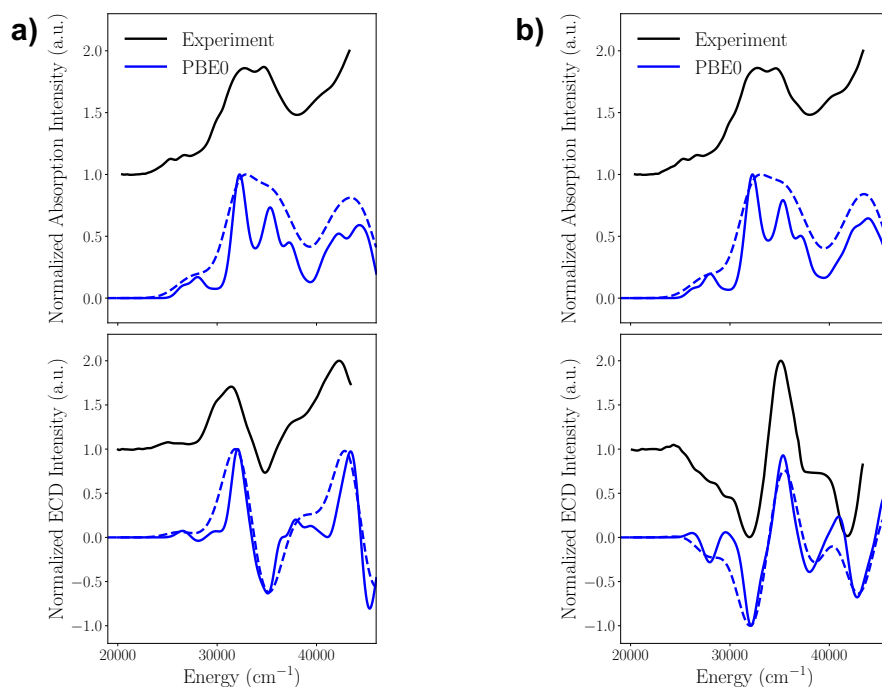 a)
Normalized Absorption Intensity (a.u.)
2.0
1.5
1.0
0.5
0.0
Experiment
PBE0
Normalized ECD Intensity (a.u.)
2.0
1.5
1.0
0.5
0.0
−0.5
−1.0
20000 30000 40000
Energy (cm⁻¹)
b)
Normalized Absorption Intensity (a.u.)
2.0
1.5
1.0
0.5
0.0
Experiment
PBE0
Normalized ECD Intensity (a.u.)
2.0
1.5
1.0
0.5
0.0
−0.5
−1.0
20000 30000 40000
Energy (cm⁻¹)